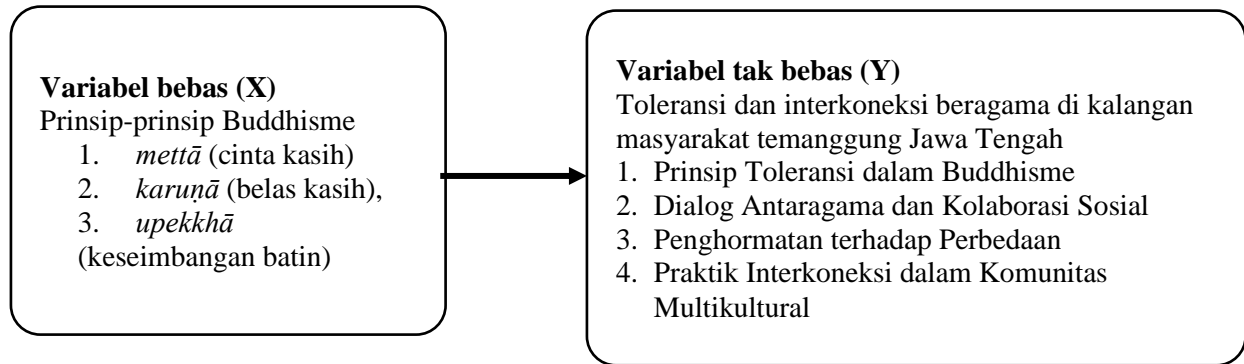 Variabel bebas (X)
Prinsip-prinsip Buddhisme
1. mettā (cinta kasih)
2. karuṇā (belas kasih),
3. upekkhā
(keseimbangan batin)
Variabel tak bebas (Y)
Toleransi dan interkoneksi beragama di kalangan
masyarakat temanggung Jawa Tengah
1. Prinsip Toleransi dalam Buddhisme
2. Dialog Antaragama dan Kolaborasi Sosial
3. Penghormatan terhadap Perbedaan
4. Praktik Interkoneksi dalam Komunitas
Multikultural